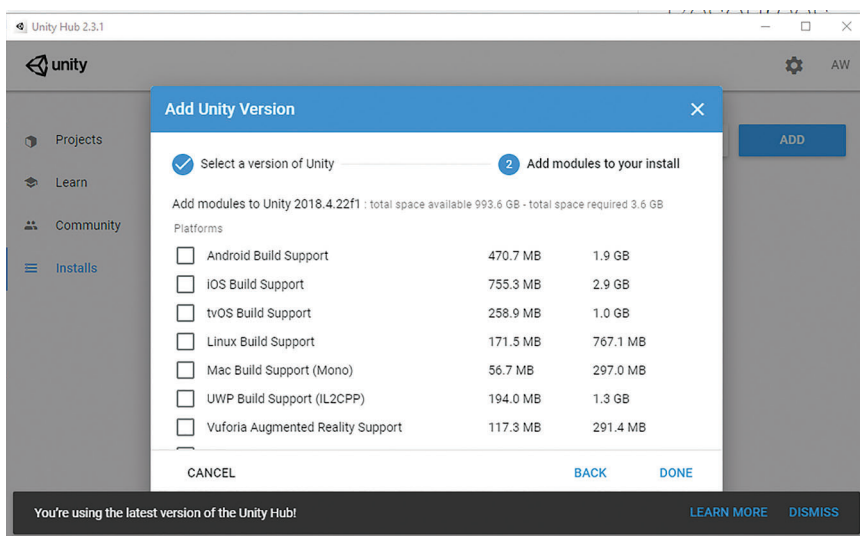 Unity Hub 2.3.1
unity
AW
Add Unity Version
Projects
ADD
Select a version of Unity
2 Add modules to your install
Learn
Add modules to Unity 2018.4.22f1 : total space available 993.6 GB - total space required 3.6 GB
Community
Platforms
Android Build Support 470.7 MB 1.9 GB
Installs
iOS Build Support 755.3 MB 2.9 GB
tvOS Build Support 258.9 MB 1.0 GB
Linux Build Support 171.5 MB 767.1 MB
Mac Build Support (Mono) 56.7 MB 297.0 MB
UWP Build Support (IL2CPP) 194.0 MB 1.3 GB
Vuforia Augmented Reality Support 117.3 MB 291.4 MB
CANCEL BACK DONE
You're using the latest version of the Unity Hub! LEARN MORE DISMISS